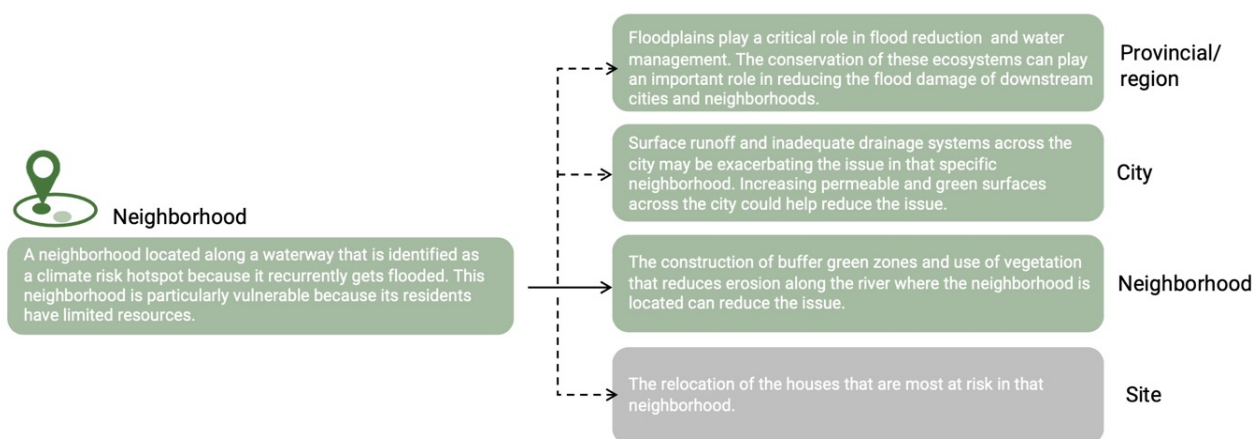 Neighborhood
A neighborhood located along a waterway that is identified as
a climate risk hotspot because it recurrently gets flooded. This
neighborhood is particularly vulnerable because its residents
have limited resources.
Floodplains play a critical role in flood reduction and water
management. The conservation of these ecosystems can play
an important role in reducing the flood damage of downstream
cities and neighborhoods.
Provincial/
region
Surface runoff and inadequate drainage systems across the
city may be exacerbating the issue in that specific
neighborhood. Increasing permeable and green surfaces
across the city could help reduce the issue.
City
The construction of buffer green zones and use of vegetation
that reduces erosion along the river where the neighborhood is
located can reduce the issue.
Neighborhood
The relocation of the houses that are most at risk in that
neighborhood.
Site